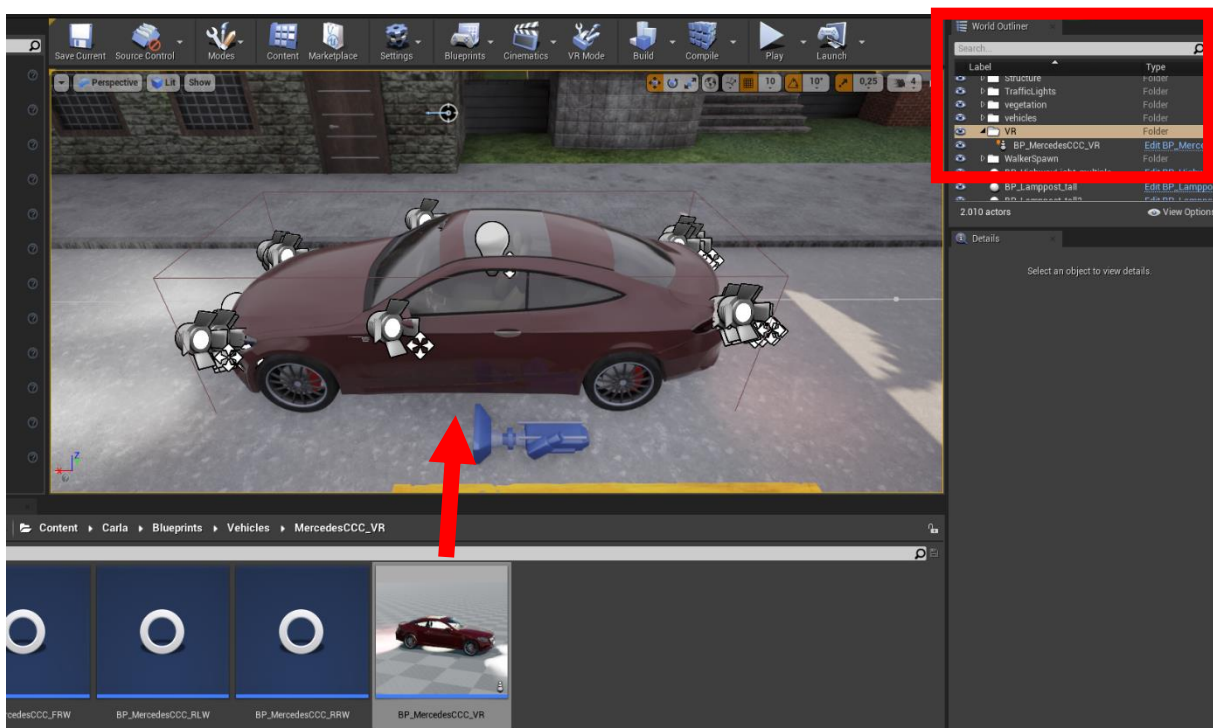 Save Current
Source Control
Modes
Content
Marketplace
Settings
Blueprints
Cinematics
VR Mode
Build
Compile
Play
Launch
Perspective
Lit
Show
10
10°
0,25
4
World Outliner
Search...
Label
Type
Structure
Folder
TrafficLights
Folder
vegetation
Folder
vehicles
Folder
VR
Folder
BP_MercedesCCC_VR
Edit BP_Merce
WalkerSpawn
Folder
BP_Lamppost_tall
Edit BP_Lamppo
2.010 actors
View Options
Details
Select an object to view details.
Z
X
Content
Carla
Blueprints
Vehicles
MercedesCCC_VR
rcedesCCC_FRW
BP_MercedesCCC_RLW
BP_MercedesCCC_RRW
BP_MercedesCCC_VR